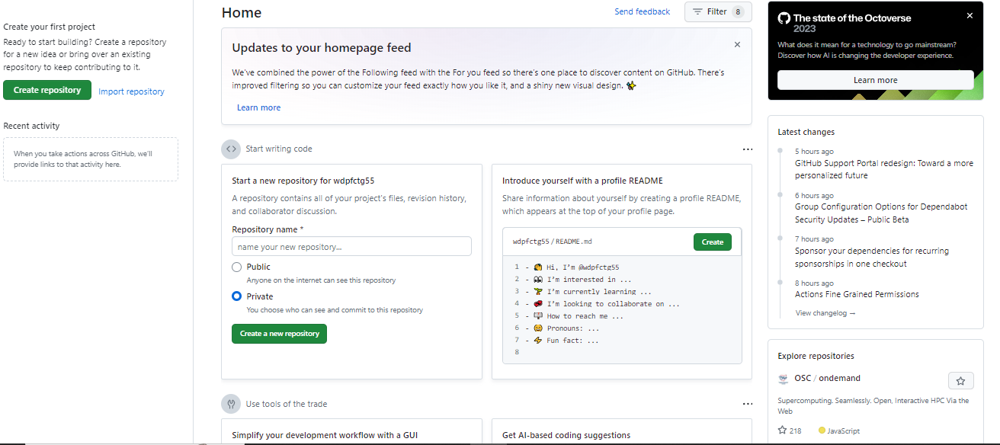 Create your first project
Ready to start building? Create a repository
for a new idea or bring over an existing
repository to keep contributing to it.
Create repository
Import repository
Recent activity
When you take actions across GitHub, we'll
provide links to that activity here.
Home
Send feedback
Filter 8
Updates to your homepage feed
We've combined the power of the Following feed with the For you feed so there's one place to discover content on GitHub. There's
improved filtering so you can customize your feed exactly how you like it, and a shiny new visual design. ✨
Learn more
Start writing code
Start a new repository for wdpfctg55
A repository contains all of your project's files, revision history,
and collaborator discussion.
Repository name *
name your new repository...
Public
Anyone on the internet can see this repository
Private
You choose who can see and commit to this repository
Create a new repository
Introduce yourself with a profile README
Share information about yourself by creating a profile README,
which appears at the top of your profile page.
wdpfctg55 / README.md
Create
1 - 👋 Hi, I'm @wdpfctg55
2 - 👀 I'm interested in ...
3 - 🌱 I'm currently learning ...
4 - 💞️ I'm looking to collaborate on ...
5 - 📫 How to reach me ...
6 - 😄 Pronouns: ...
7 - ⚡ Fun fact: ...
8
Use tools of the trade
Simplify your development workflow with a GUI
Get AI-based coding suggestions
The state of the Octoverse
2023
What does it mean for a technology to go mainstream?
Discover how AI is changing the developer experience.
Learn more
Latest changes
5 hours ago
GitHub Support Portal redesign: Toward a more
personalized future
6 hours ago
Group Configuration Options for Dependabot
Security Updates – Public Beta
7 hours ago
Sponsor your dependencies for recurring
sponsorships in one checkout
8 hours ago
Actions Fine Grained Permissions
View changelog →
Explore repositories
OSC / ondemand
Supercomputing. Seamlessly. Open, Interactive HPC Via the
Web
218
JavaScript